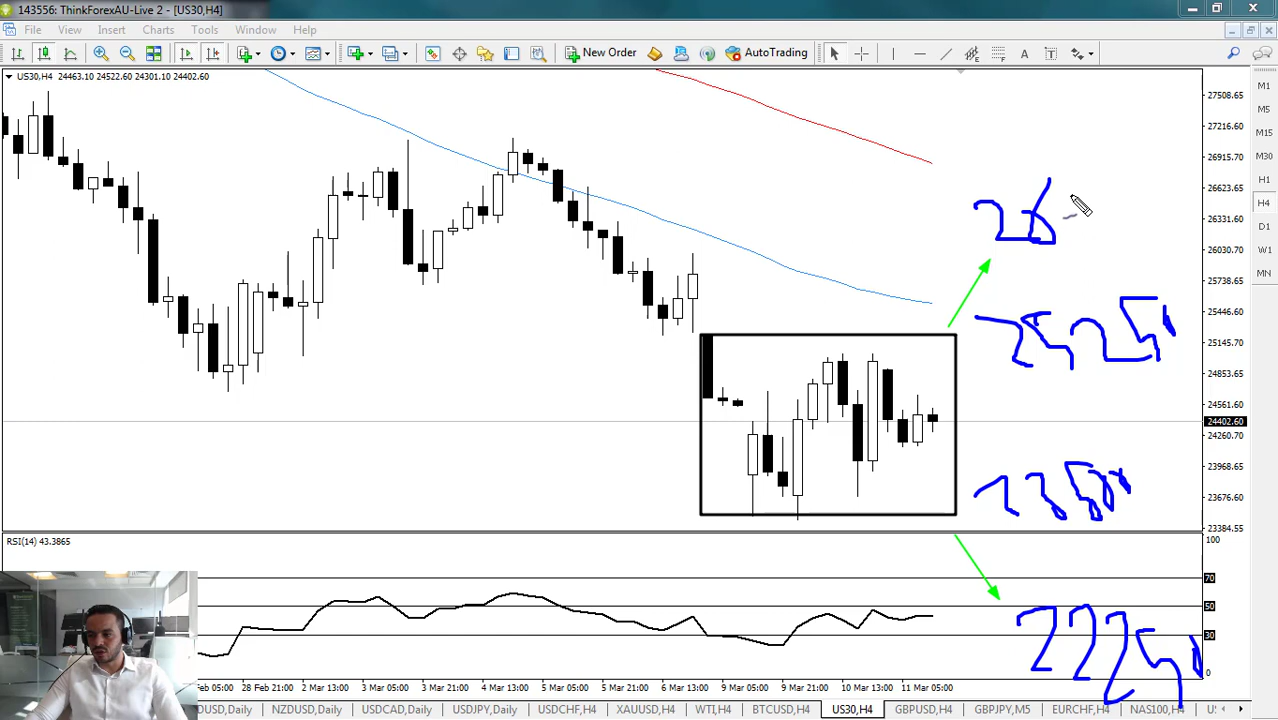 143556: ThinkForexAU-Live 2 - [US30,H4]
File View Insert Charts Tools Window Help
New Order AutoTrading
US30,H4 24463.10 24522.60 24301.10 24402.60
M1
M5
M15
M30
H1
H4
D1
W1
MN
27508.65
27216.60
26915.70
26623.65
26331.60
26030.70
25738.65
25446.60
25145.70
24853.65
24561.60
24402.60
24260.70
23968.65
23676.60
23384.55
26
25250
23500
22250
RSI(14) 43.3865
100
70
50
30
0
Feb 05:00 28 Feb 21:00 2 Mar 13:00 3 Mar 05:00 3 Mar 21:00 4 Mar 13:00 5 Mar 05:00 5 Mar 21:00 6 Mar 13:00 9 Mar 05:00 9 Mar 21:00 10 Mar 13:00 11 Mar 05:00
USDCHF,Daily NZDUSD,Daily USDCAD,Daily USDJPY,Daily USDCHF,H4 XAUUSD,H4 WTI,H4 BTCUSD,H4 US30,H4 GBPUSD,H4 GBPJPY,M5 EURCHF,H4 NAS100,H4